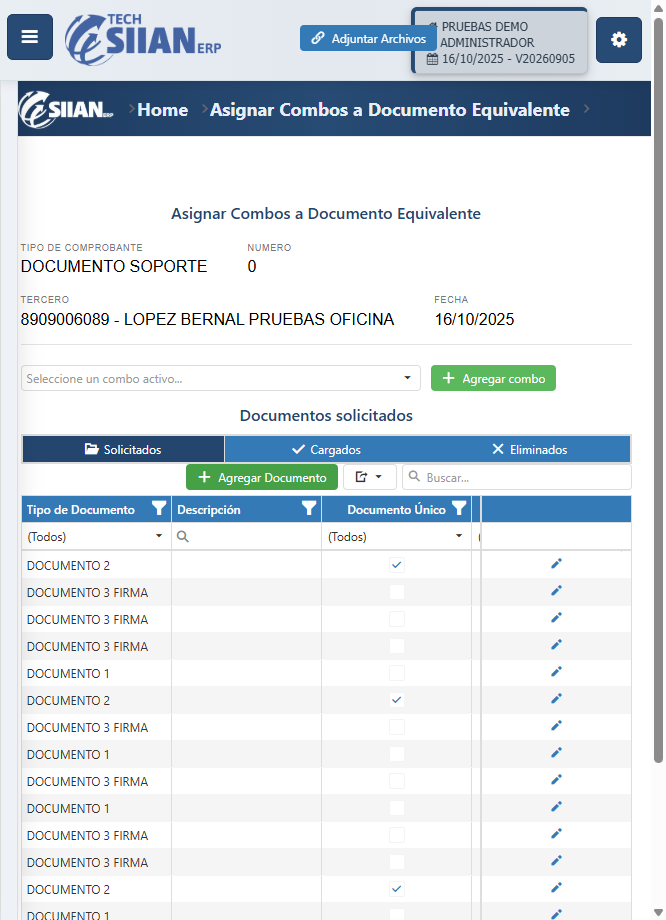 TECH
SIIAN ERP
Adjuntar Archivos
PRUEBAS DEMO
ADMINISTRADOR
16/10/2025 - V20260905
SIIAN ERP
Home
Asignar Combos a Documento Equivalente
Asignar Combos a Documento Equivalente
TIPO DE COMPROBANTE NUMERO
DOCUMENTO SOPORTE 0
TERCERO FECHA
8909006089 - LOPEZ BERNAL PRUEBAS OFICINA 16/10/2025
Seleccione un combo activo... Agregar combo
Documentos solicitados
Solicitados Cargados Eliminados
Agregar Documento Buscar...
Tipo de Documento Descripción Documento Único
(Todos) (Todos) (
DOCUMENTO 2
DOCUMENTO 3 FIRMA
DOCUMENTO 3 FIRMA
DOCUMENTO 3 FIRMA
DOCUMENTO 1
DOCUMENTO 2
DOCUMENTO 3 FIRMA
DOCUMENTO 1
DOCUMENTO 3 FIRMA
DOCUMENTO 1
DOCUMENTO 3 FIRMA
DOCUMENTO 3 FIRMA
DOCUMENTO 2
DOCUMENTO 1